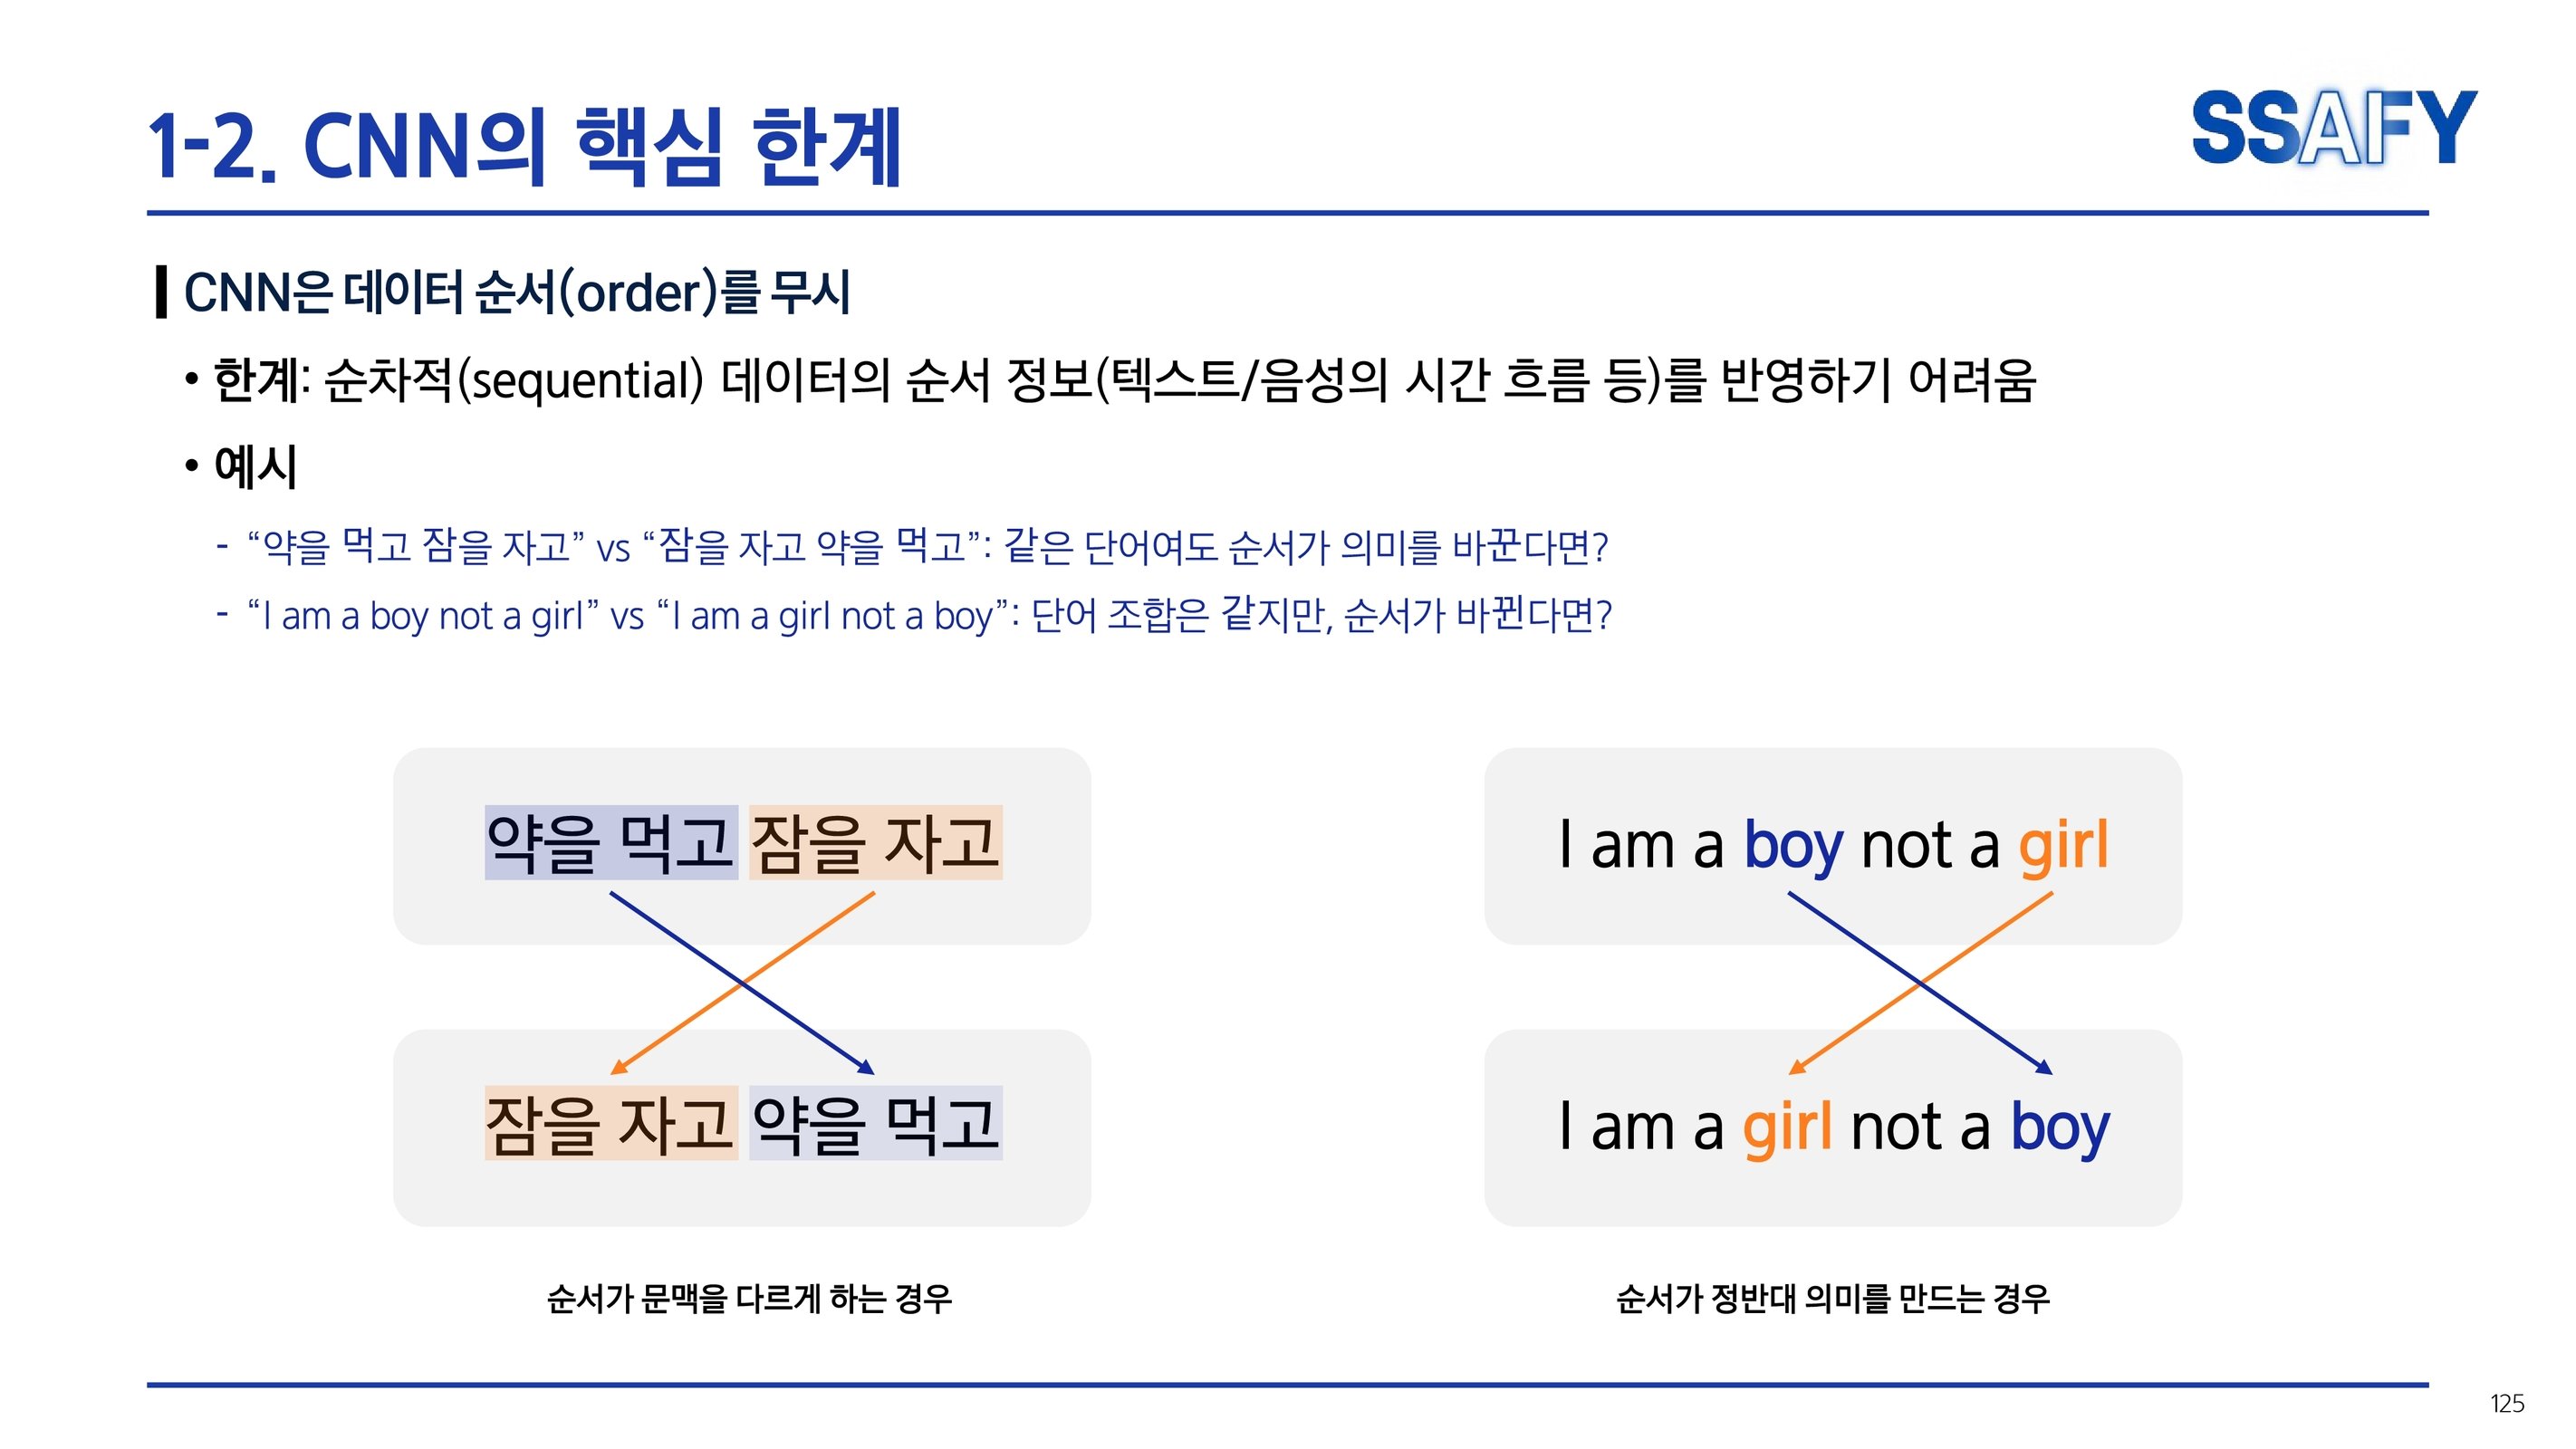 1-2. CNN의 핵심 한계
SSAFY
CNN은 데이터 순서(order)를 무시
• 한계: 순차적(sequential) 데이터의 순서 정보(텍스트/음성의 시간 흐름 등)를 반영하기 어려움
• 예시
- “약을 먹고 잠을 자고” vs “잠을 자고 약을 먹고”: 같은 단어여도 순서가 의미를 바꾼다면?
- “I am a boy not a girl” vs “I am a girl not a boy”: 단어 조합은 같지만, 순서가 바뀐다면?
약을 먹고 잠을 자고
잠을 자고 약을 먹고
순서가 문맥을 다르게 하는 경우
I am a boy not a girl
I am a girl not a boy
순서가 정반대 의미를 만드는 경우
125